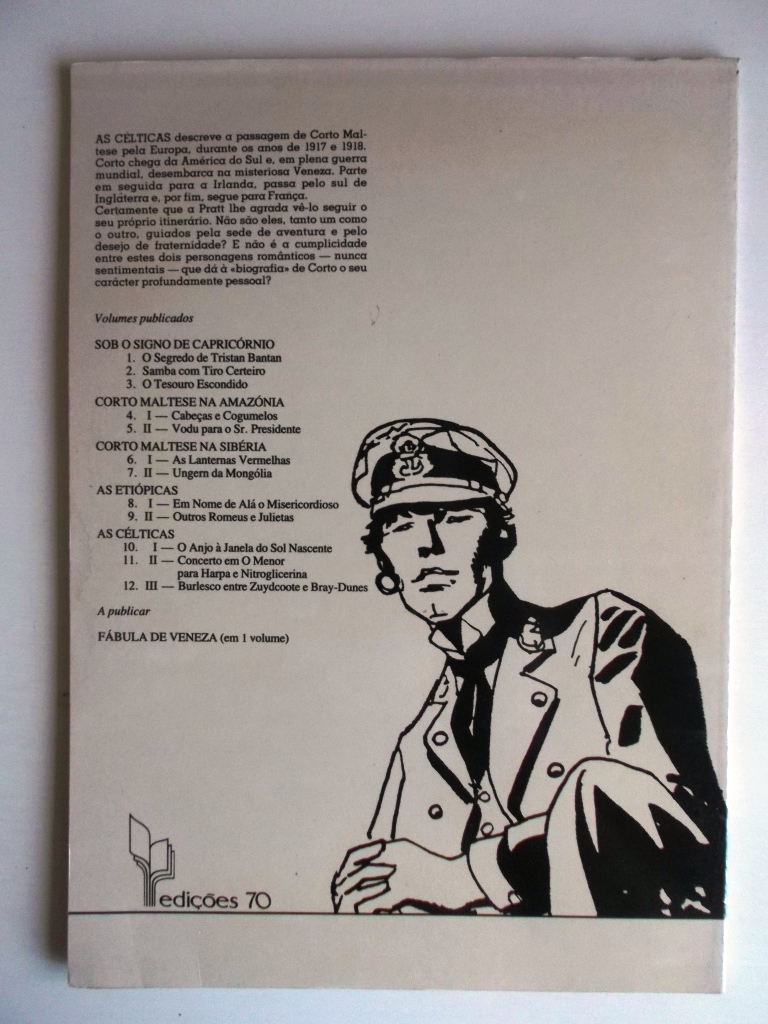 AS CÉLTICAS descreve a passagem de Corto Mal-
tese pela Europa, durante os anos de 1917 e 1918.
Corto chega da América do Sul e, em plena guerra
mundial, desembarca na misteriosa Veneza. Parte
em seguida para a Irlanda, passa pelo sul de
Inglaterra e, por fim, segue para França.
Certamente que a Pratt lhe agrada vê-lo seguir o
seu próprio itinerário. Não são eles, tanto um como
o outro, guiados pela sede de aventura e pelo
desejo de fraternidade? E não é a cumplicidade
entre estes dois personagens românticos — nunca
sentimentais — que dá à «biografia» de Corto o seu
carácter profundamente pessoal?
Volumes publicados
SOB O SIGNO DE CAPRICÓRNIO
1. O Segredo de Tristan Bantan
2. Samba com Tiro Certeiro
3. O Tesouro Escondido
CORTO MALTESE NA AMAZÓNIA
4. I — Cabeças e Cogumelos
5. II — Vodu para o Sr. Presidente
CORTO MALTESE NA SIBÉRIA
6. I — As Lanternas Vermelhas
7. II — Ungern da Mongólia
AS ETIÓPICAS
8. I — Em Nome de Alá o Misericordioso
9. II — Outros Romeus e Julietas
AS CÉLTICAS
10. I — O Anjo à Janela do Sol Nascente
11. II — Concerto em O Menor
para Harpa e Nitroglicerina
12. III — Burlesco entre Zuydcoote e Bray-Dunes
A publicar
FÁBULA DE VENEZA (em 1 volume)
edições 70